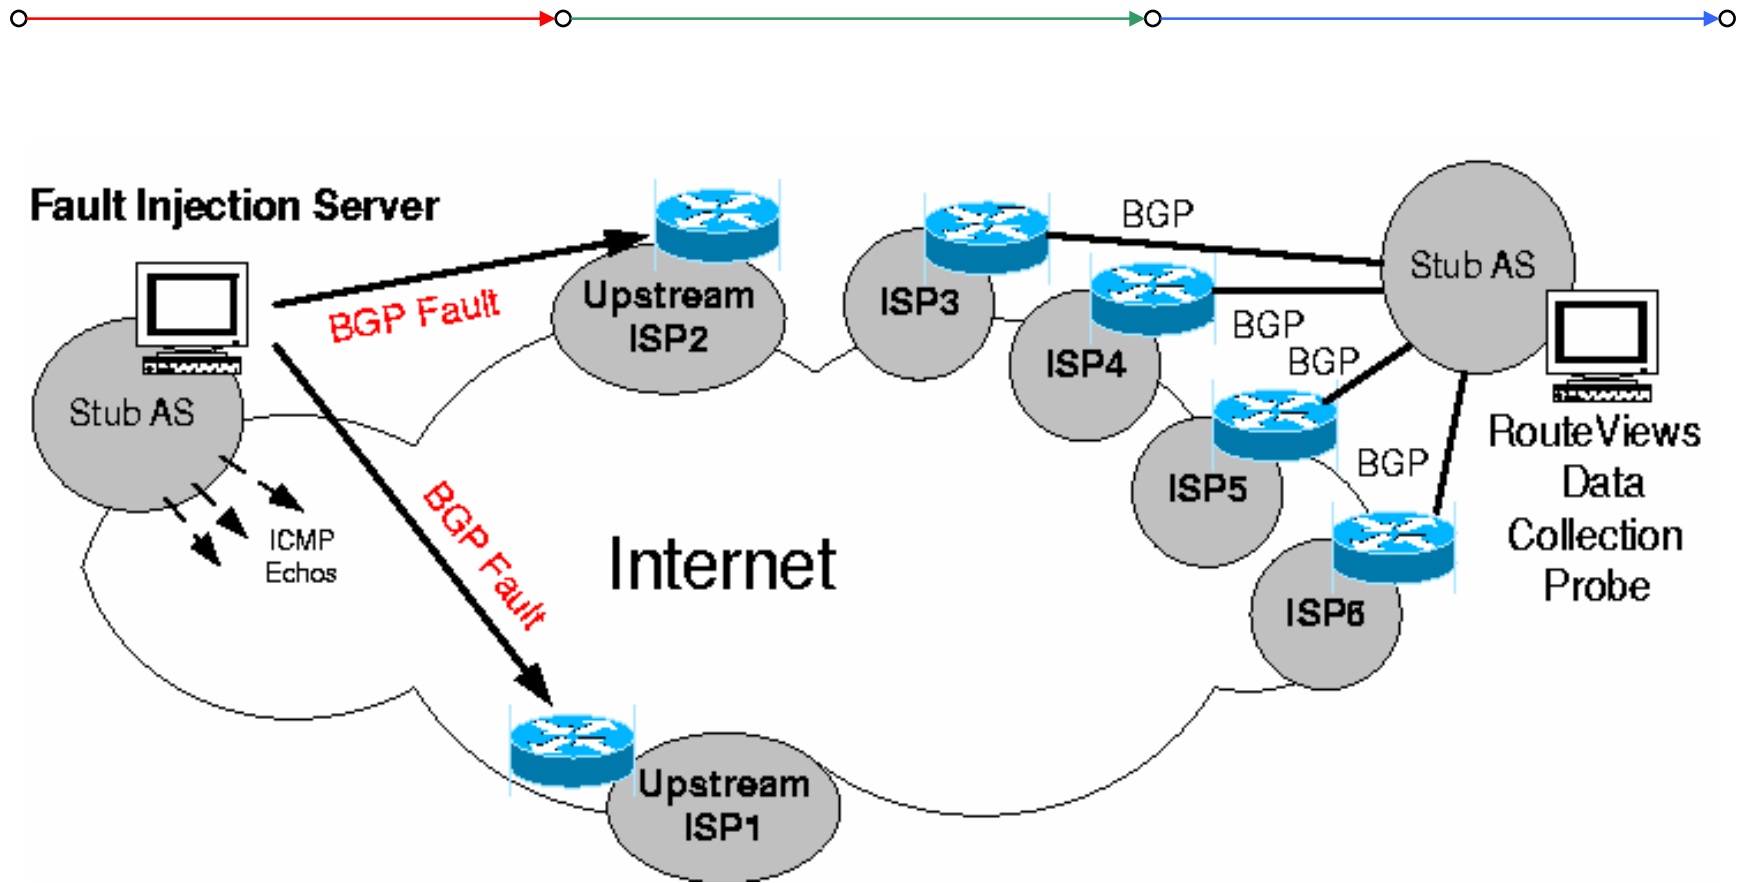 Fault Injection Server
BGP Fault
BGP Fault
Stub AS
ICMP
Echos
Upstream
ISP2
Internet
Upstream
ISP1
ISP3
ISP4
ISP5
ISP6
BGP
BGP
BGP
BGP
Stub AS
RouteViews
Data
Collection
Probe